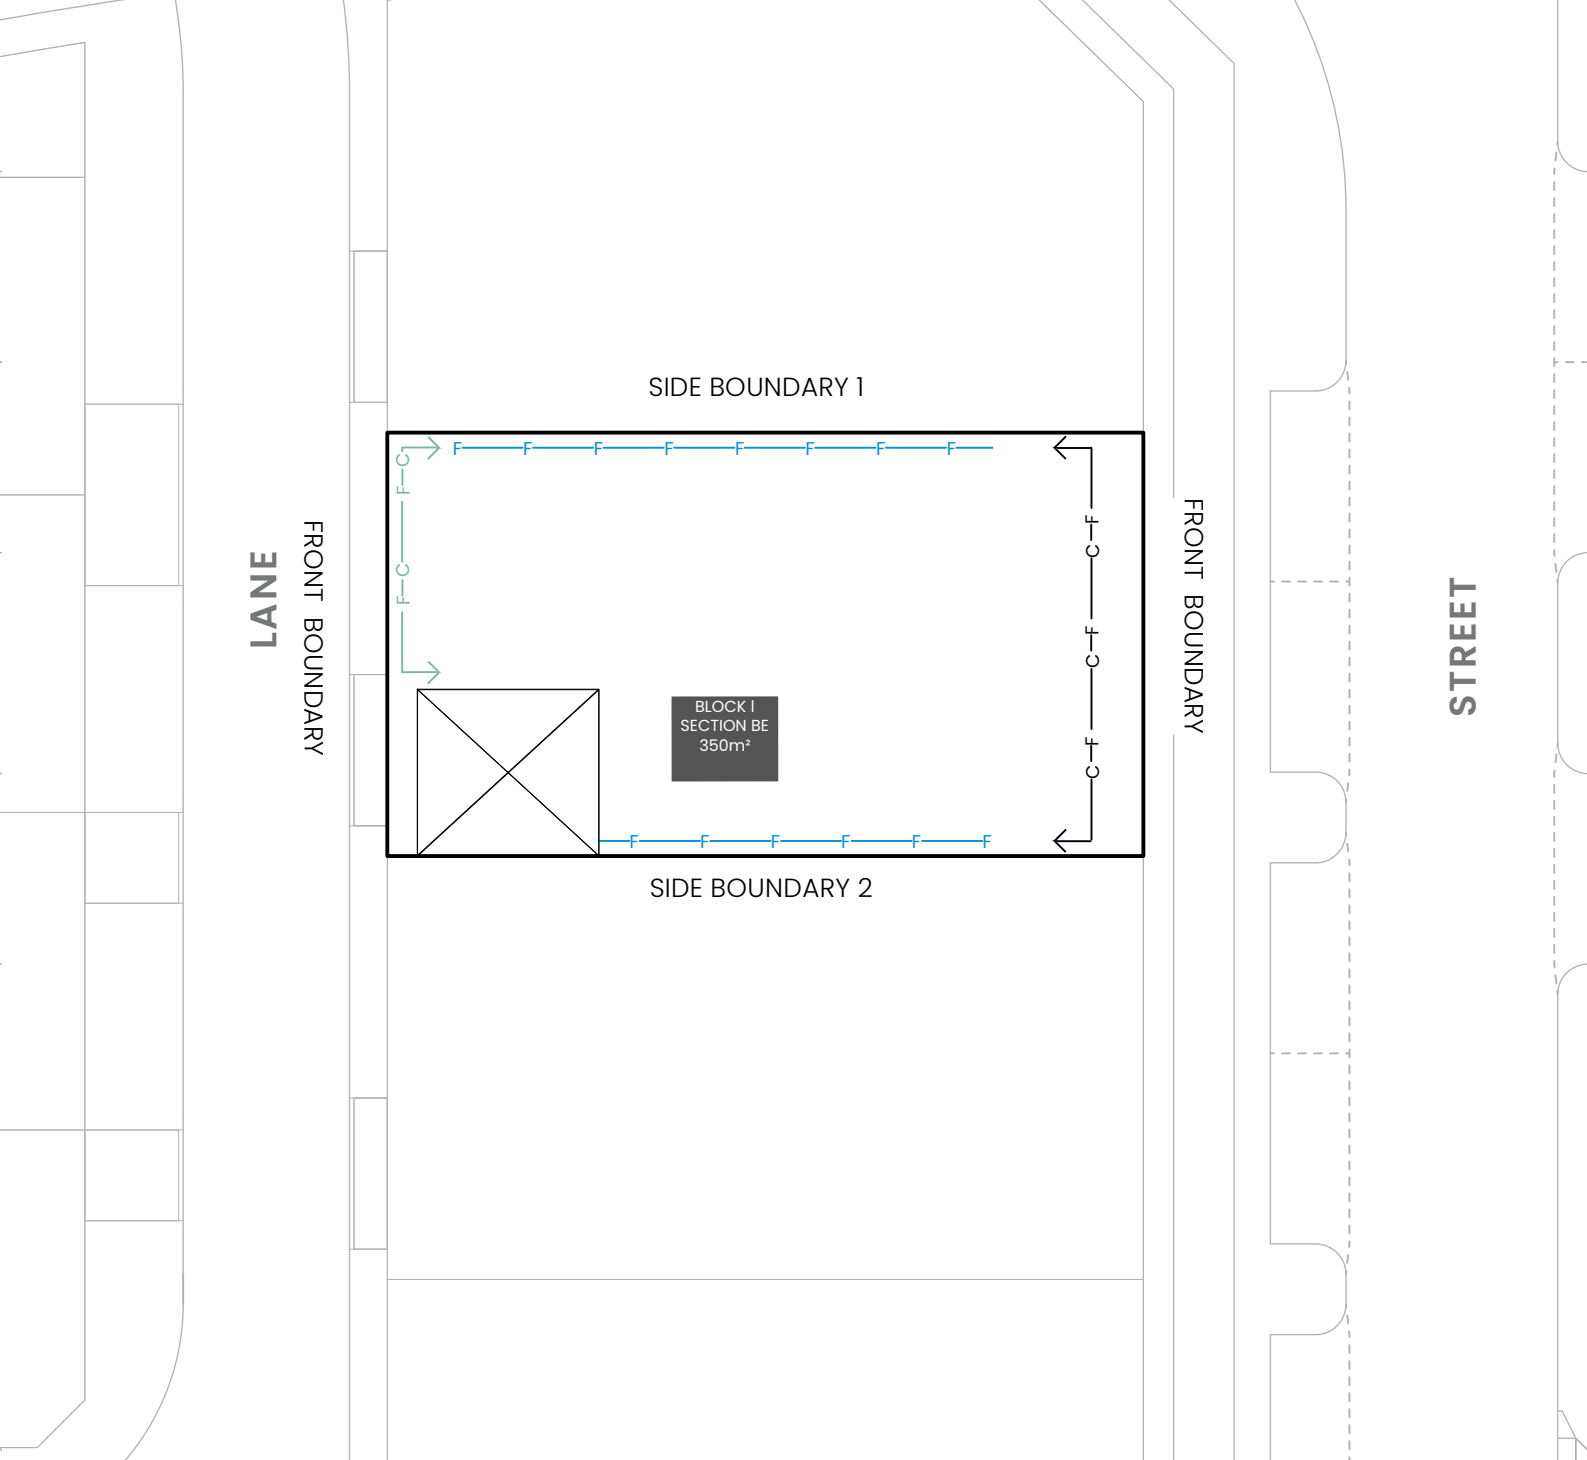 SIDE BOUNDARY 1
F F F F F F F F
C
F
C
F
F
C
F
C
F
C
LANE
FRONT BOUNDARY
FRONT BOUNDARY
STREET
BLOCK I
SECTION BE
350m²
F F F F F F
SIDE BOUNDARY 2